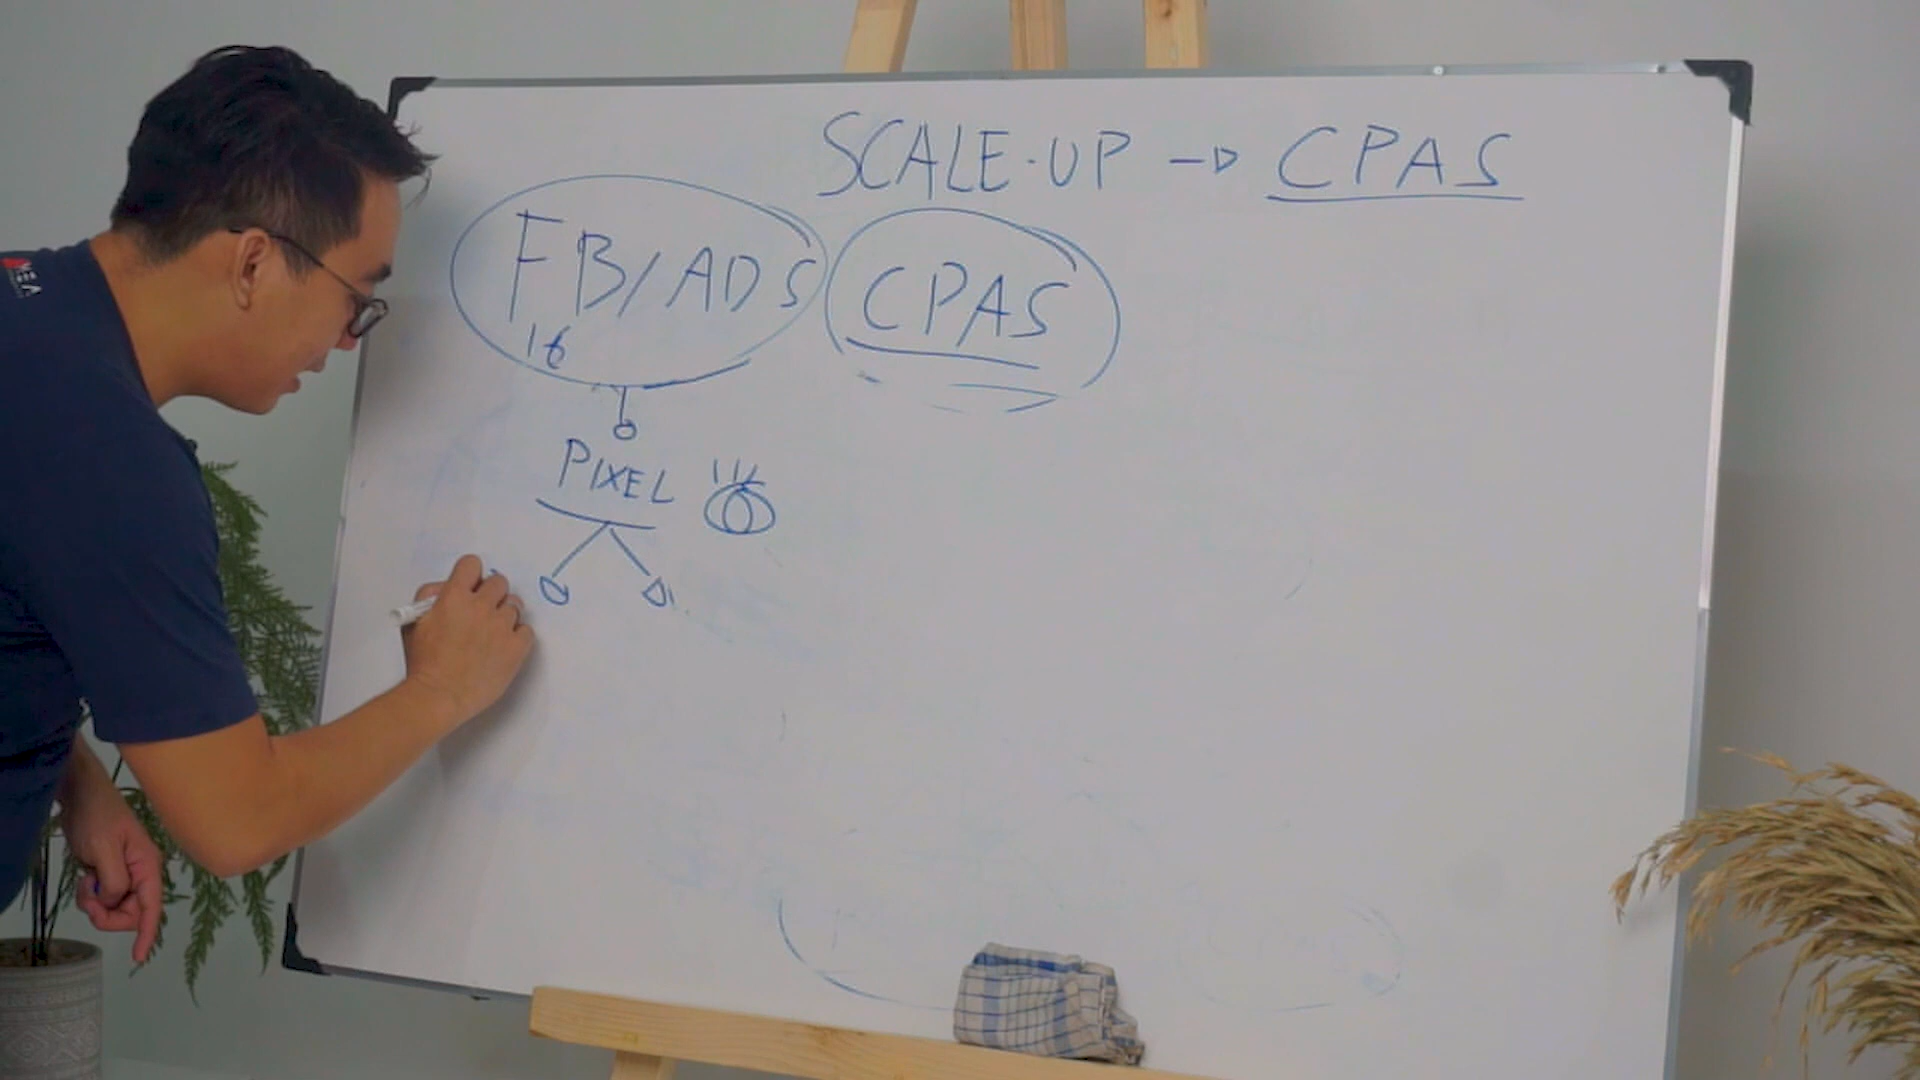 SCALE-UP → CPAS
FB/ADS
CPAS
16
PIXEL